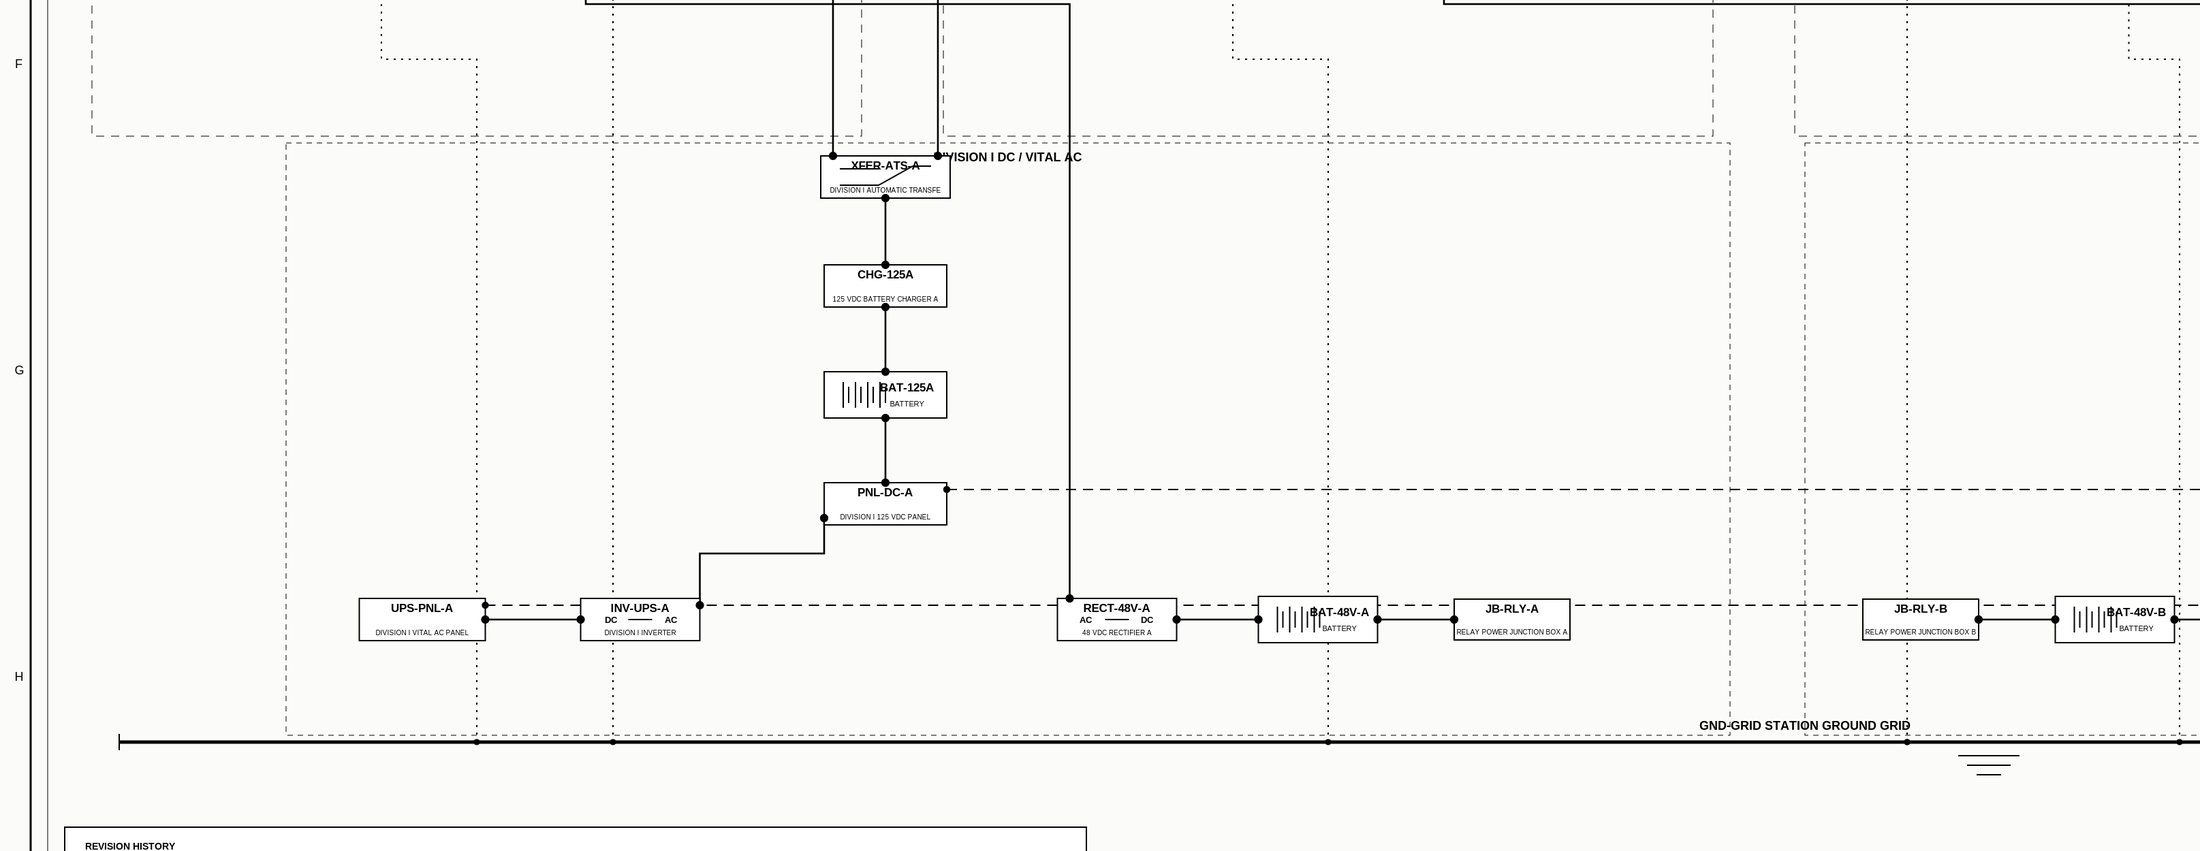 F
XFER-ATS-A
DIVISION I AUTOMATIC TRANSFE
VISION I DC / VITAL AC
CHG-125A
125 VDC BATTERY CHARGER A
G
BAT-125A
BATTERY
PNL-DC-A
DIVISION I 125 VDC PANEL
UPS-PNL-A
DIVISION I VITAL AC PANEL
INV-UPS-A
DC AC
DIVISION I INVERTER
RECT-48V-A
AC DC
48 VDC RECTIFIER A
BAT-48V-A
BATTERY
JB-RLY-A
RELAY POWER JUNCTION BOX A
JB-RLY-B
RELAY POWER JUNCTION BOX B
BAT-48V-B
BATTERY
H
GND-GRID STATION GROUND GRID
REVISION HISTORY